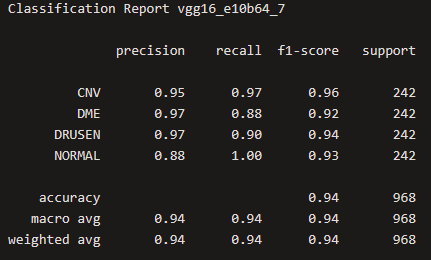 Classification Report vgg16_e10b64_7
precision recall f1-score support
CNV 0.95 0.97 0.96 242
DME 0.97 0.88 0.92 242
DRUSEN 0.97 0.90 0.94 242
NORMAL 0.88 1.00 0.93 242
accuracy 0.94 968
macro avg 0.94 0.94 0.94 968
weighted avg 0.94 0.94 0.94 968